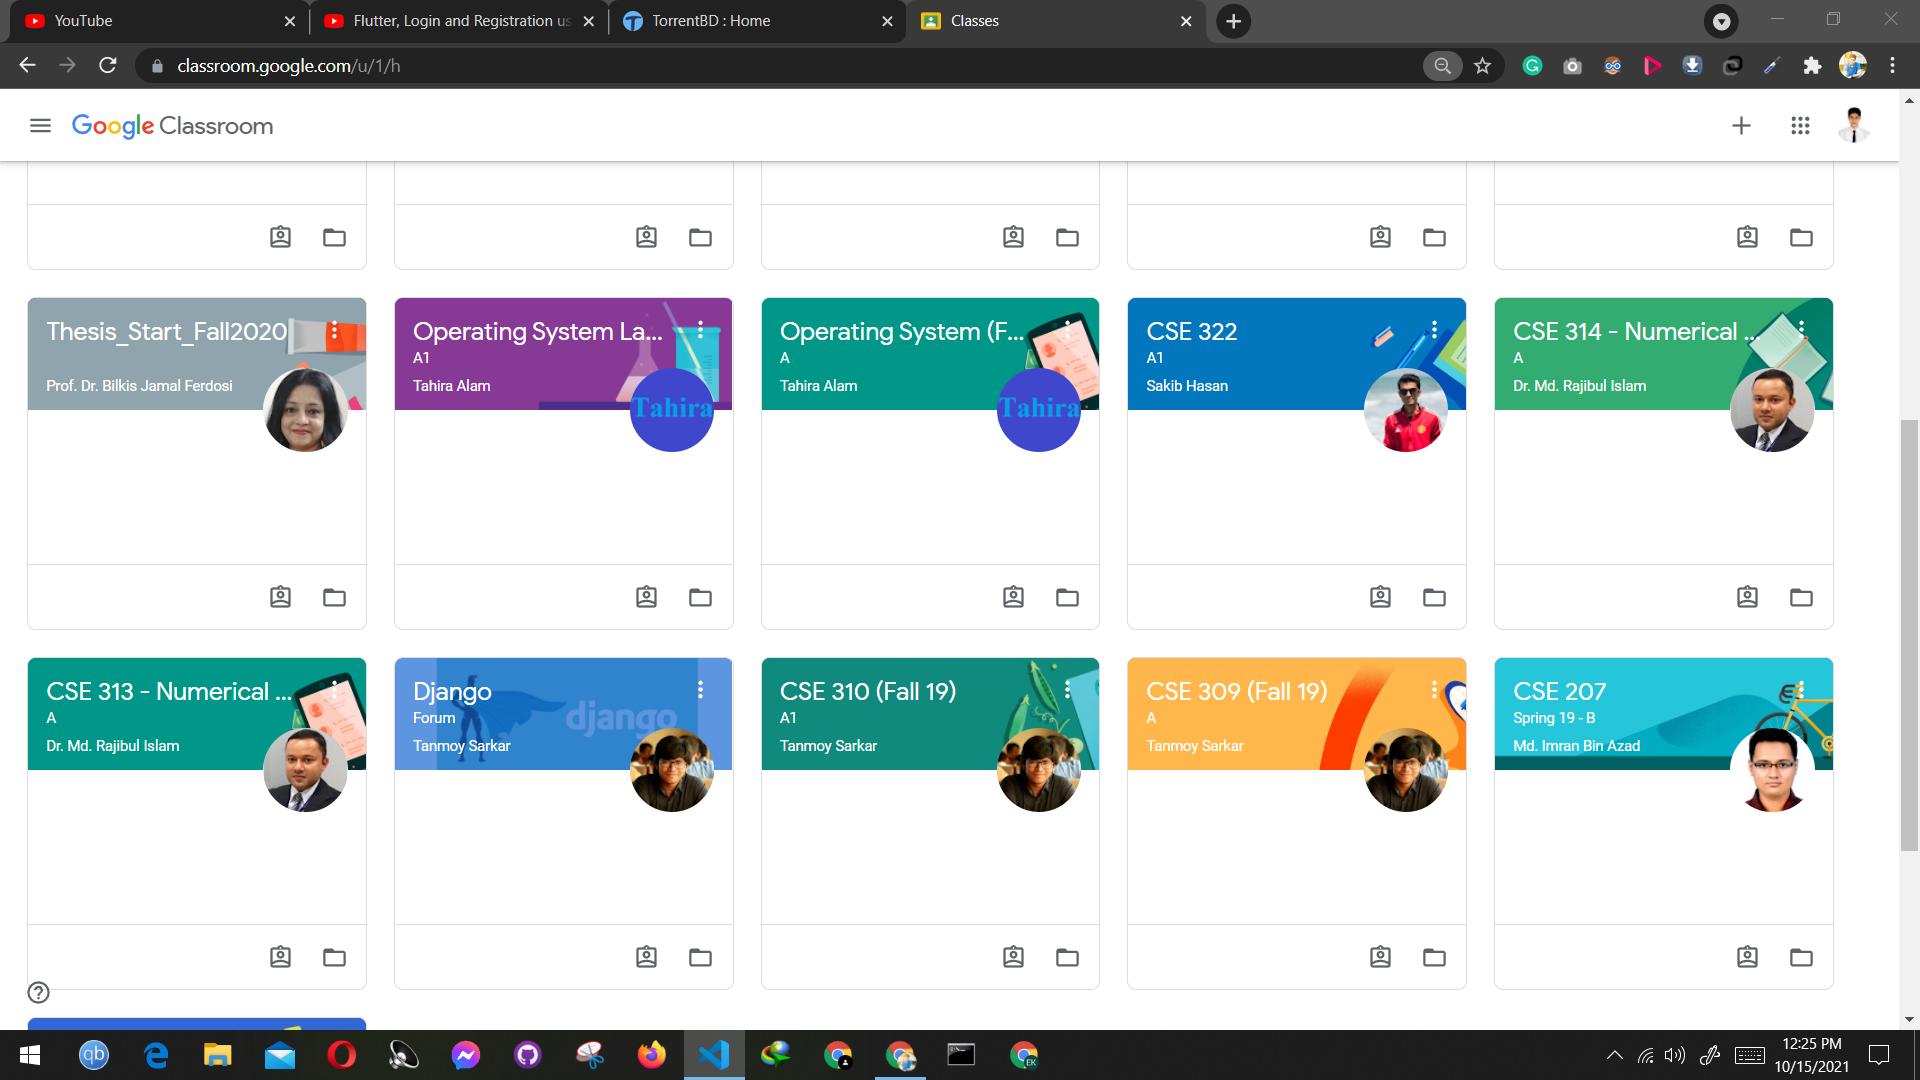 YouTube
Flutter, Login and Registration us
TorrentBD : Home
Classes
classroom.google.com/u/1/h
Google Classroom
Thesis_Start_Fall2020
Prof. Dr. Bilkis Jamal Ferdosi
Operating System La...
A1
Tahira Alam
Tahira
Operating System (F...
A
Tahira Alam
Tahira
CSE 322
A1
Sakib Hasan
CSE 314 - Numerical ...
A
Dr. Md. Rajibul Islam
CSE 313 - Numerical ...
A
Dr. Md. Rajibul Islam
Django
Forum
Tanmoy Sarkar
django
CSE 310 (Fall 19)
A1
Tanmoy Sarkar
CSE 309 (Fall 19)
A
Tanmoy Sarkar
CSE 207
Spring 19 - B
Md. Imran Bin Azad
qb
EK
12:25 PM
10/15/2021